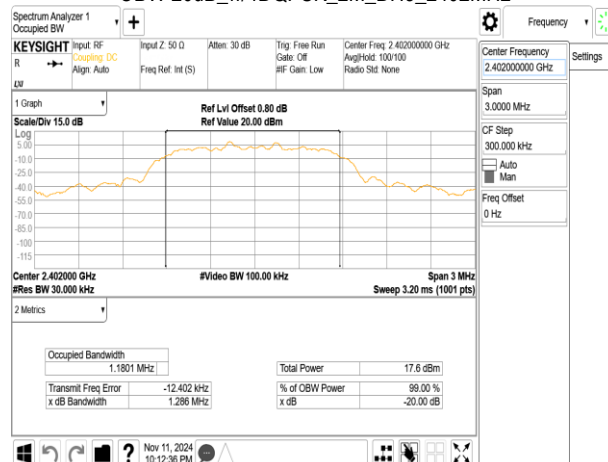 Spectrum Analyzer 1
Occupied BW
KEYSIGHT
R
LXI
Input: RF
Coupling: DC
Align: Auto
Input Z: 50 Ω
Freq Ref: Int (S)
Atten: 30 dB
Trig: Free Run
Gate: Off
#IF Gain: Low
Center Freq: 2.402000000 GHz
Avg|Hold: 100/100
Radio Std: None
Frequency
Settings
Center Frequency
2.402000000 GHz
Span
3.0000 MHz
CF Step
300.000 kHz
Auto
Man
Freq Offset
0 Hz
1 Graph
Scale/Div 15.0 dB
Ref Lvl Offset 0.80 dB
Ref Value 20.00 dBm
Log
5.00
-10.0
-25.0
-40.0
-55.0
-70.0
-85.0
-100
-115
Center 2.402000 GHz
#Res BW 30.000 kHz
#Video BW 100.00 kHz
Span 3 MHz
Sweep 3.20 ms (1001 pts)
2 Metrics
Occupied Bandwidth
1.1801 MHz
Transmit Freq Error -12.402 kHz
x dB Bandwidth 1.286 MHz
Total Power 17.6 dBm
% of OBW Power 99.00 %
x dB -20.00 dB
?
Nov 11, 2024
10:12:36 PM